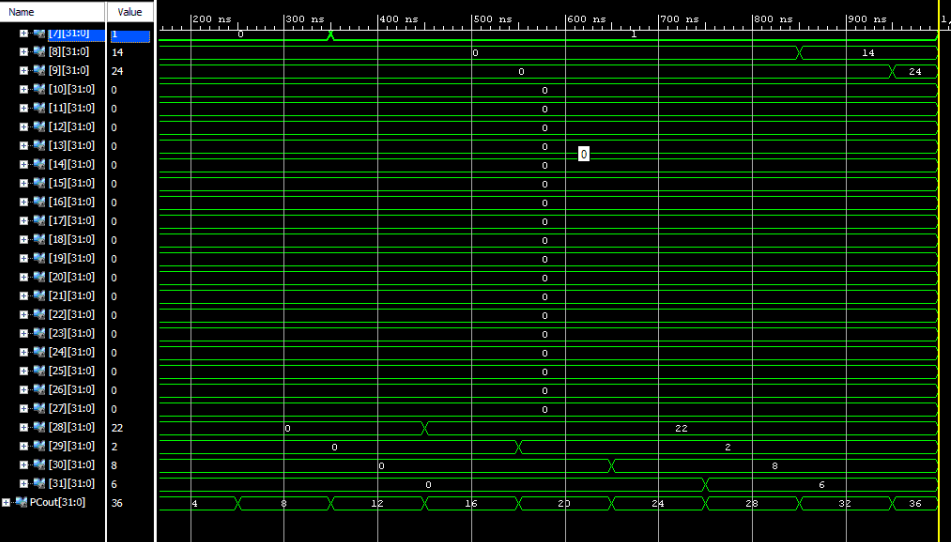 Name Value 200 ns 300 ns 400 ns 500 ns 600 ns 700 ns 800 ns 900 ns 1,
[7][31:0] 1 0 1
[8][31:0] 14 0 14
[9][31:0] 24 0 24
[10][31:0] 0 0
[11][31:0] 0 0
[12][31:0] 0 0
[13][31:0] 0 0 0
[14][31:0] 0 0
[15][31:0] 0 0
[16][31:0] 0 0
[17][31:0] 0 0
[18][31:0] 0 0
[19][31:0] 0 0
[20][31:0] 0 0
[21][31:0] 0 0
[22][31:0] 0 0
[23][31:0] 0 0
[24][31:0] 0 0
[25][31:0] 0 0
[26][31:0] 0 0
[27][31:0] 0 0
[28][31:0] 22 0 22
[29][31:0] 2 0 2
[30][31:0] 8 0 8
[31][31:0] 6 0 6
PCout[31:0] 36 4 8 12 16 20 24 28 32 36